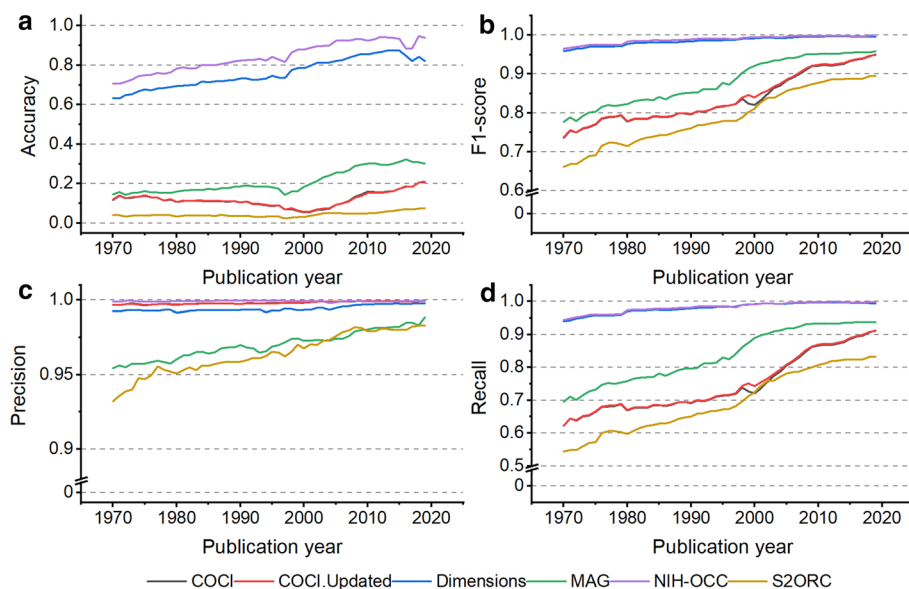 a
1.0
0.8
0.6
0.4
0.2
0.0
Accuracy
1970 1980 1990 2000 2010 2020
Publication year
b
1.0
0.9
0.8
0.7
0.6
0
F1-score
1970 1980 1990 2000 2010 2020
Publication year
c
1.0
0.95
0.9
0
Precision
1970 1980 1990 2000 2010 2020
Publication year
d
1.0
0.9
0.8
0.7
0.6
0.5
0
Recall
1970 1980 1990 2000 2010 2020
Publication year
COCI COCI.Updated Dimensions MAG NIH-OCC S2ORC